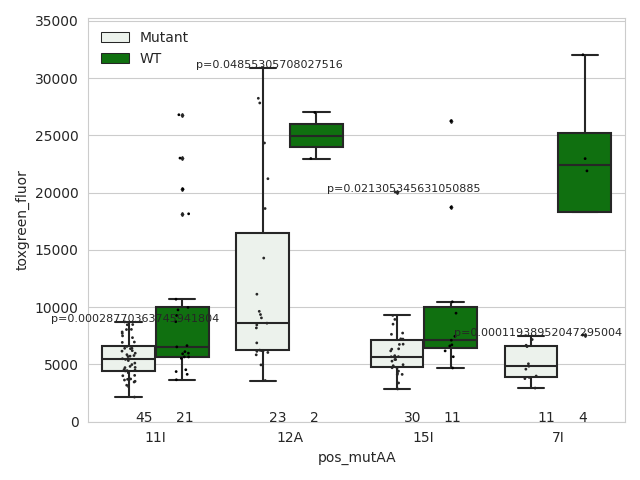 35000
30000
25000
20000
15000
10000
5000
0
toxgreen_fluor
Mutant
WT
p=0.04855305708027516
p=0.021305345631050885
p=0.00028770363745941804
p=0.00011938952047295004
45 21 23 2 30 11 11 4
11I 12A 15I 7I
pos_mutAA